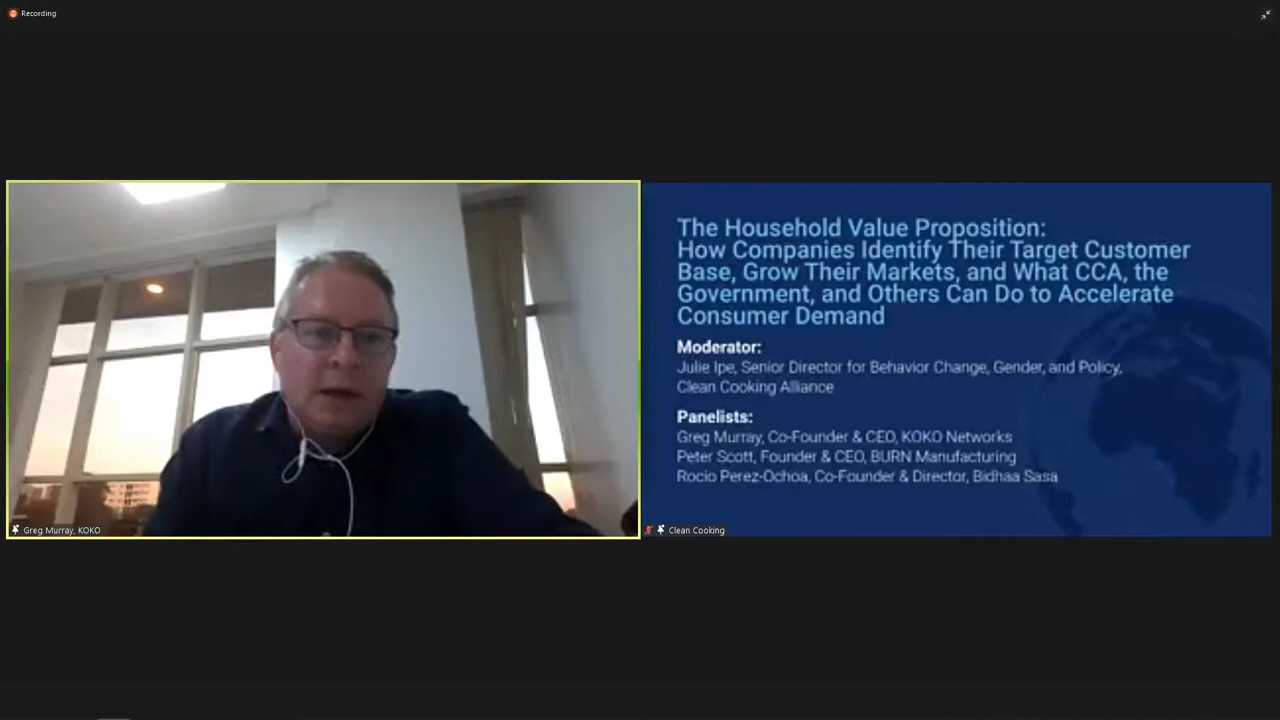 Recording
The Household Value Proposition:
How Companies Identify Their Target Customer
Base, Grow Their Markets, and What CCA, the
Government, and Others Can Do to Accelerate
Consumer Demand
Moderator:
Julie Ipe, Senior Director for Behavior Change, Gender, and Policy,
Clean Cooking Alliance
Panelists:
Greg Murray, Co-Founder & CEO, KOKO Networks
Peter Scott, Founder & CEO, BURN Manufacturing
Rocio Perez-Ochoa, Co-Founder & Director, Bidhaa Sasa
Greg Murray, KOKO
Clean Cooking